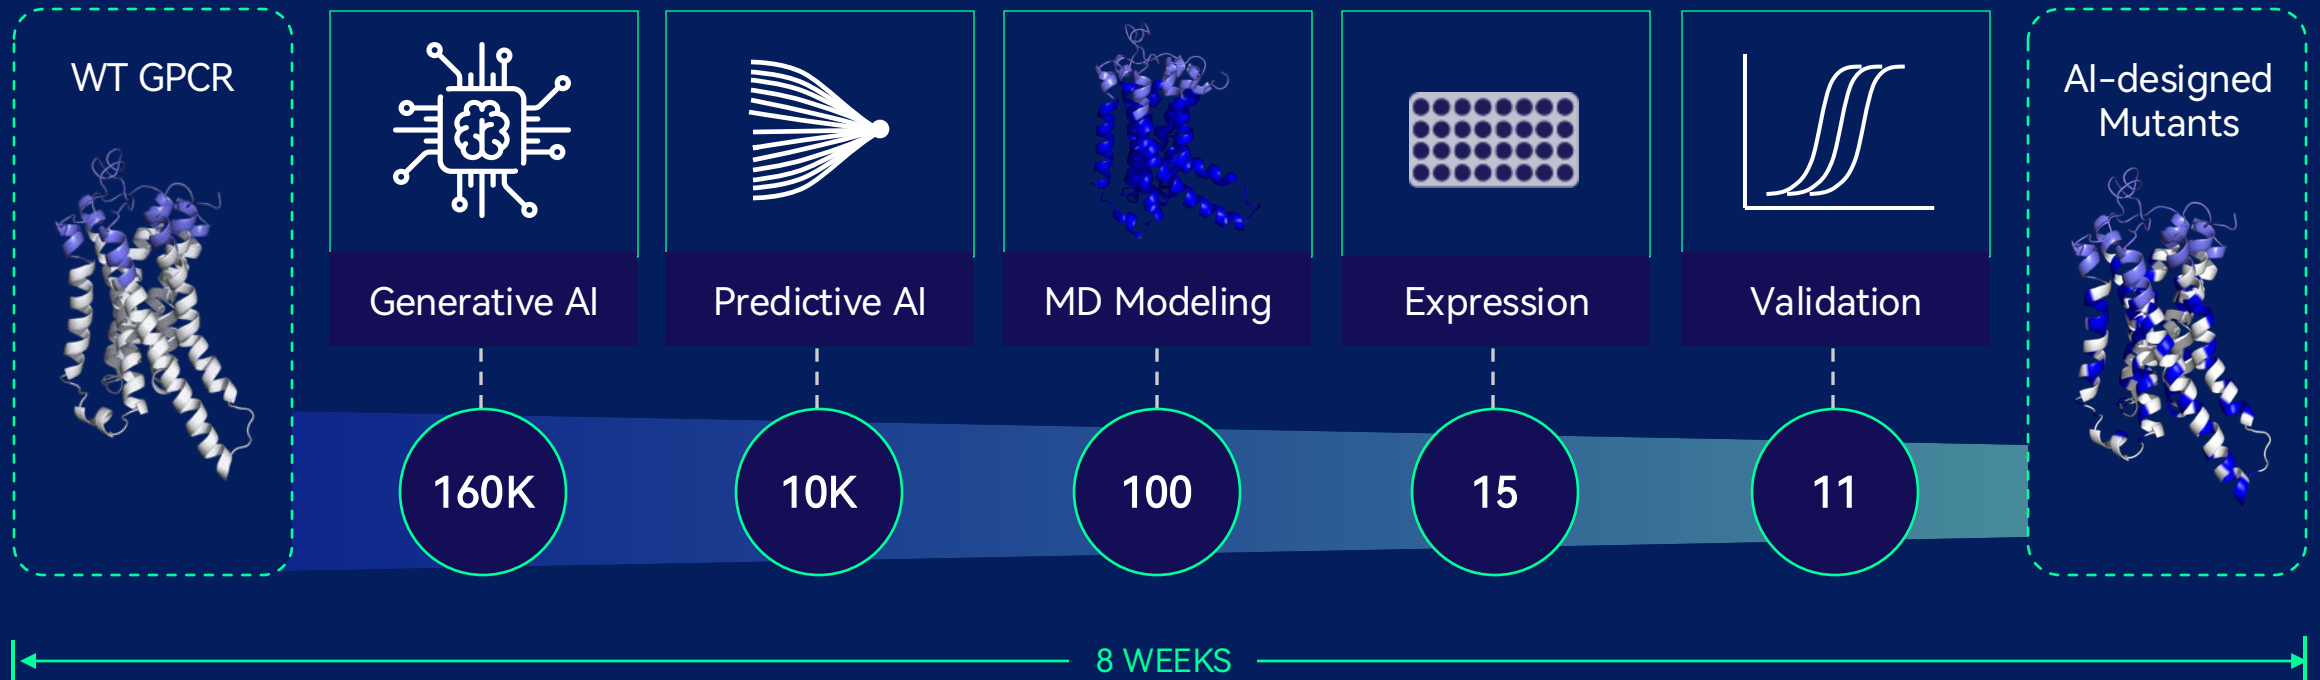 WT GPCR
Generative AI
Predictive AI
MD Modeling
Expression
Validation
AI-designed
Mutants
160K
10K
100
15
11
8 WEEKS